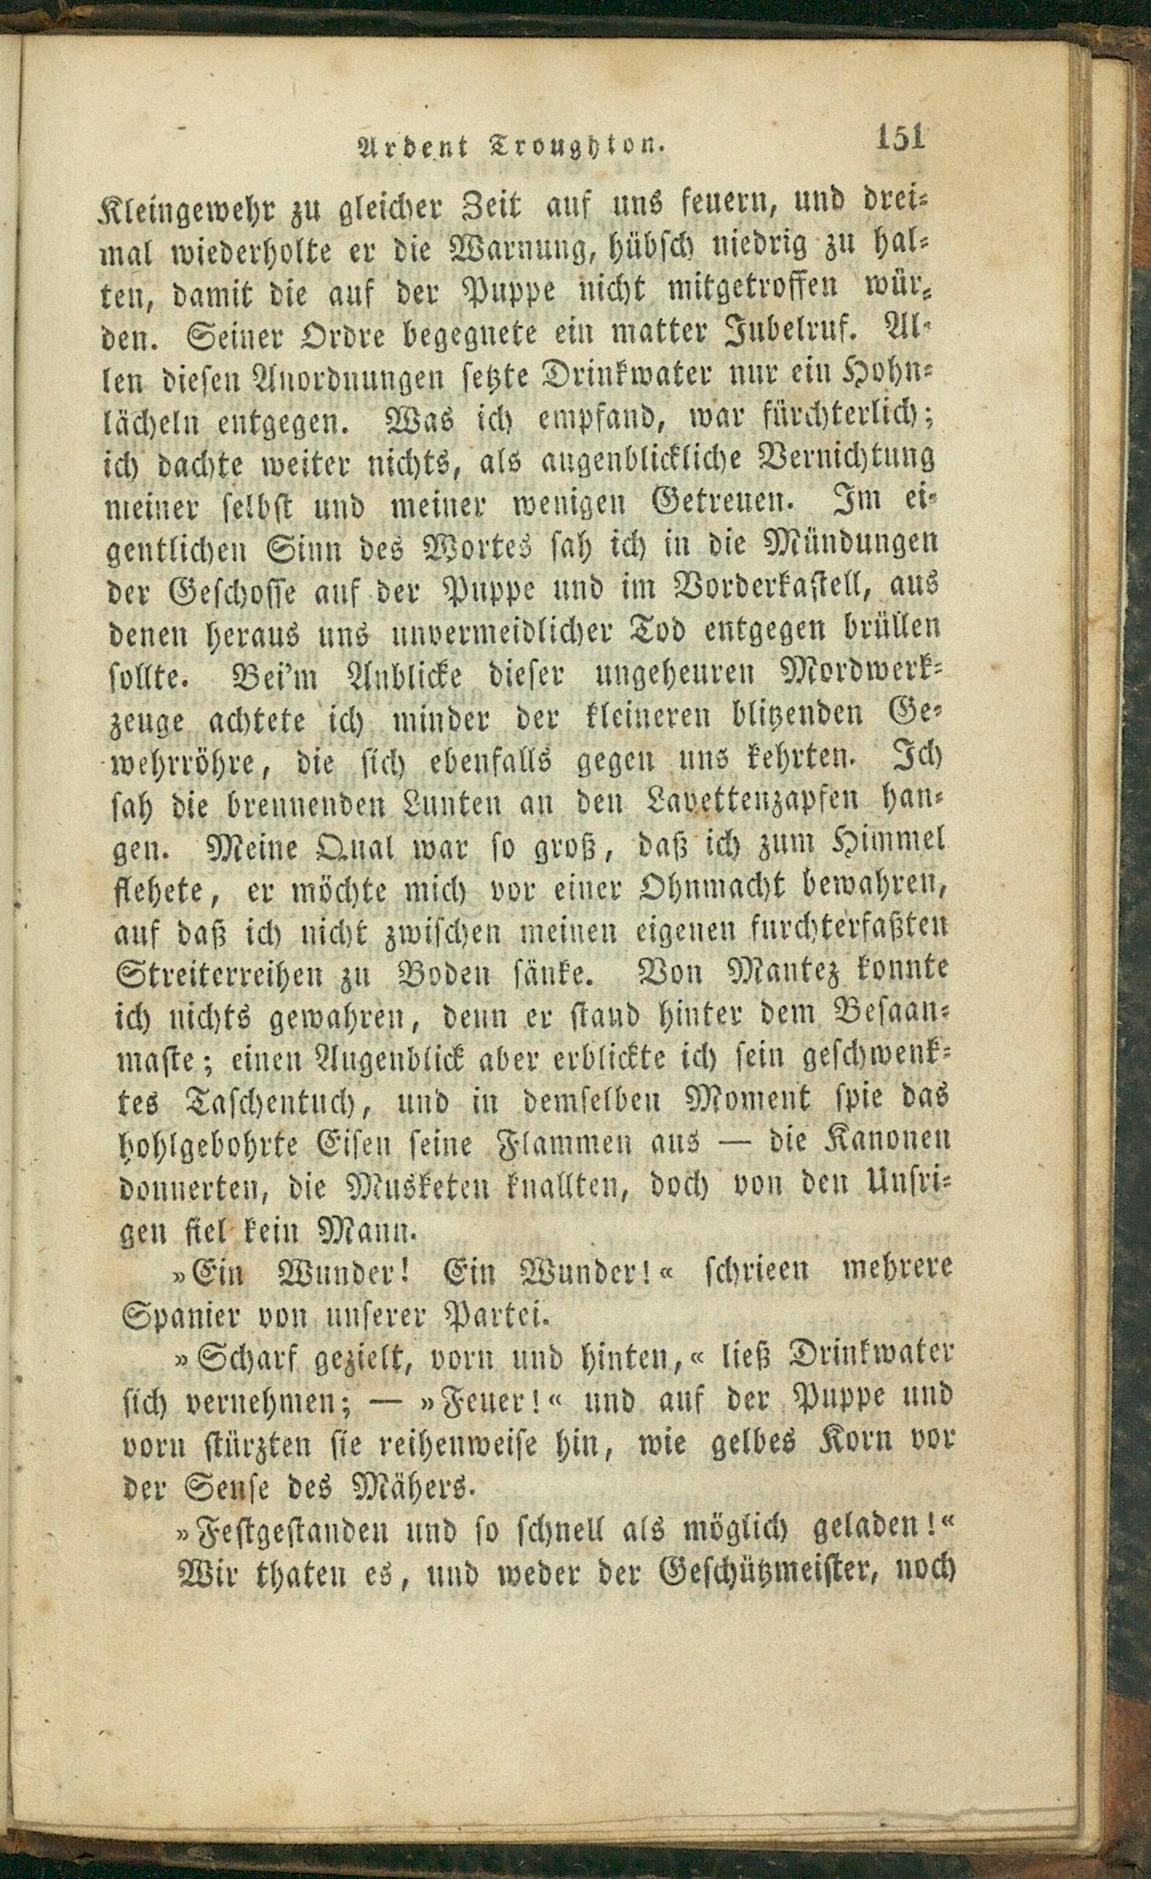 Ardent Troughton. 151
Kleingewehr zu gleicher Zeit auf uns feuern, und drei-
mal wiederholte er die Warnung, hübsch niedrig zu hal-
ten, damit die auf der Puppe nicht mitgetroffen wür-
den. Seiner Ordre begegnete ein matter Jubelruf. Al-
len diesen Anordnungen setzte Drinkwater nur ein Hohn-
lächeln entgegen. Was ich empfand, war fürchterlich;
ich dachte weiter nichts, als augenblickliche Vernichtung
meiner selbst und meiner wenigen Getreuen. Im ei-
gentlichen Sinn des Wortes sah ich in die Mündungen
der Geschosse auf der Puppe und im Vorderkastell, aus
denen heraus uns unvermeidlicher Tod entgegen brüllen
sollte. Bei'm Anblicke dieser ungeheuren Mordwerk-
zeuge achtete ich minder der kleineren blitzenden Ge-
wehrröhre, die sich ebenfalls gegen uns kehrten. Ich
sah die brennenden Lunten an den Lavettenzapfen han-
gen. Meine Qual war so groß, daß ich zum Himmel
flehete, er möchte mich vor einer Ohnmacht bewahren,
auf daß ich nicht zwischen meinen eigenen furchterfaßten
Streiterreihen zu Boden sänke. Von Mantez konnte
ich nichts gewahren, denn er stand hinter dem Besaan-
maste; einen Augenblick aber erblickte ich sein geschwenk-
tes Taschentuch, und in demselben Moment spie das
hohlgebohrte Eisen seine Flammen aus — die Kanonen
donnerten, die Musketen knallten, doch von den Unsri-
gen fiel kein Mann.
»Ein Wunder! Ein Wunder!« schrieen mehrere
Spanier von unserer Partei.
»Scharf gezielt, vorn und hinten,« ließ Drinkwater
sich vernehmen; — »Feuer!« und auf der Puppe und
vorn stürzten sie reihenweise hin, wie gelbes Korn vor
der Sense des Mähers.
»Festgestanden und so schnell als möglich geladen!«
Wir thaten es, und weder der Geschützmeister, noch